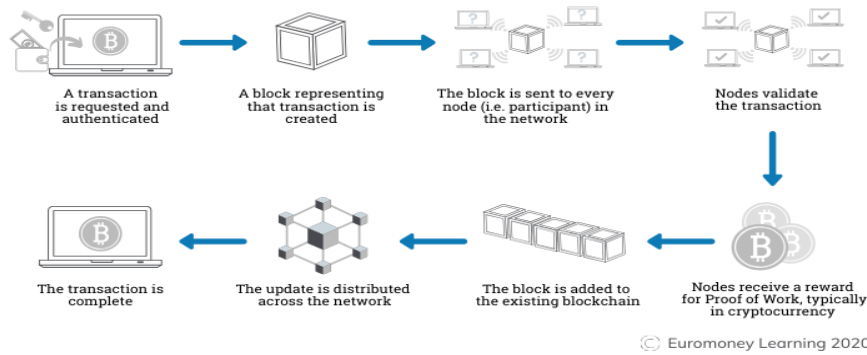 A transaction
is requested and
authenticated
A block representing
that transaction is
created
The block is sent to every
node (i.e. participant) in
the network
Nodes validate
the transaction
The transaction is
complete
The update is distributed
across the network
The block is added to
the existing blockchain
Nodes receive a reward
for Proof of Work, typically
in cryptocurrency
© Euromoney Learning 2020